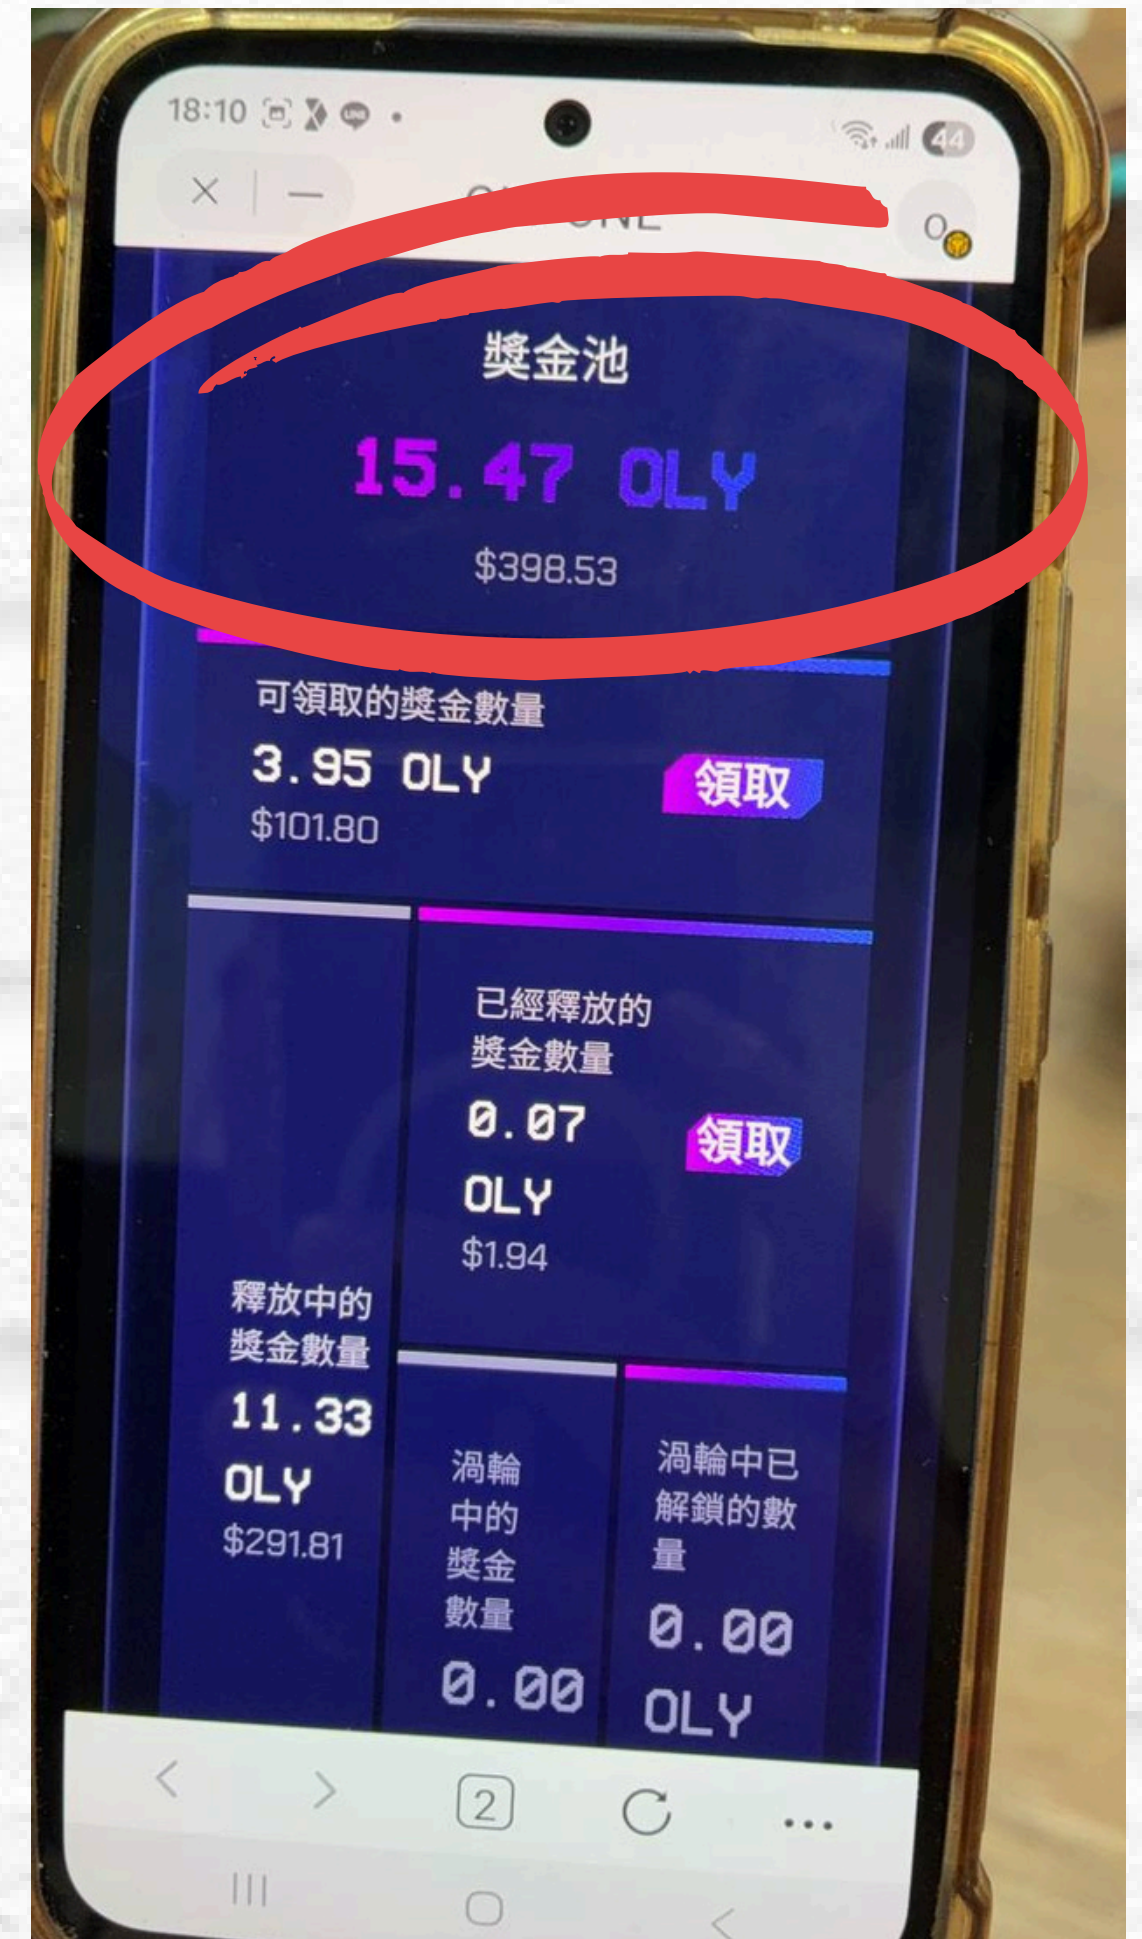 18:10
44
獎金池
15.47 OLY
$398.53
可領取的獎金數量
3.95 OLY
領取
$101.80
已經釋放的
獎金數量
0.07
OLY
領取
$1.94
釋放中的
獎金數量
11.33
OLY
$291.81
渦輪
中的
獎金
數量
0.00
渦輪中已
解鎖的數
量
0.00
OLY
2